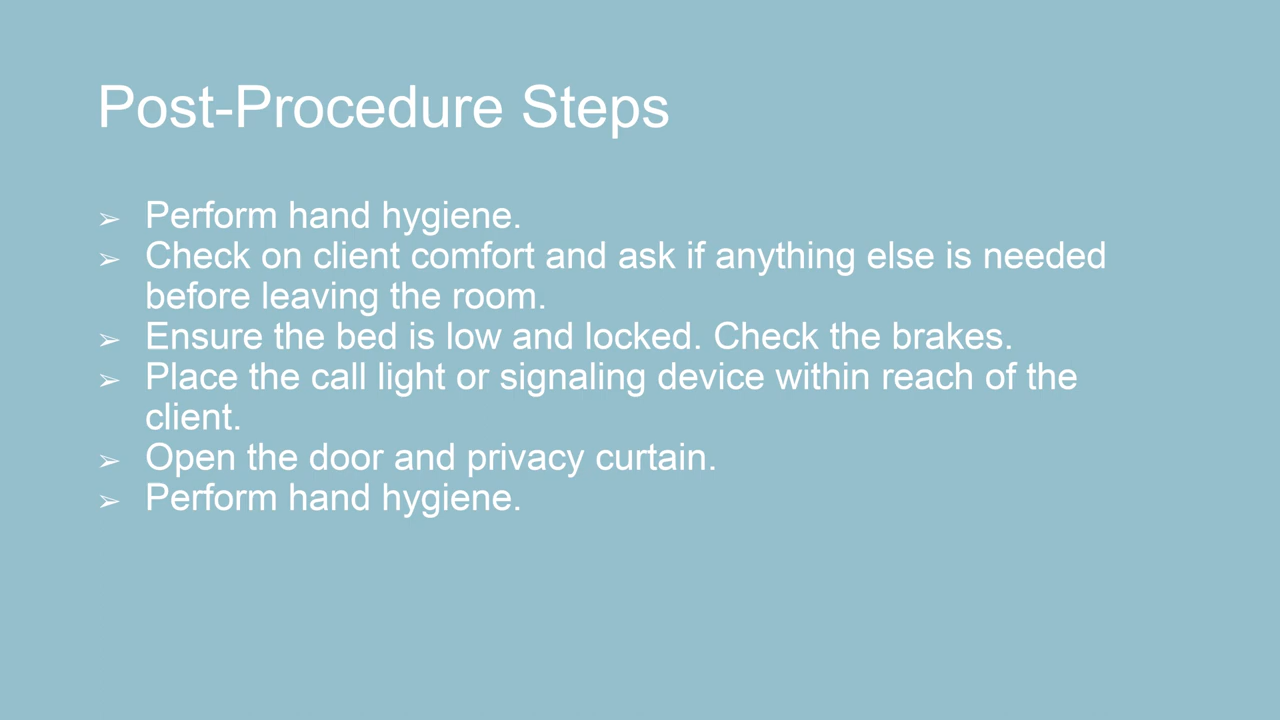 Post-Procedure Steps
➢ Perform hand hygiene.
➢ Check on client comfort and ask if anything else is needed
before leaving the room.
➢ Ensure the bed is low and locked. Check the brakes.
➢ Place the call light or signaling device within reach of the
client.
➢ Open the door and privacy curtain.
➢ Perform hand hygiene.